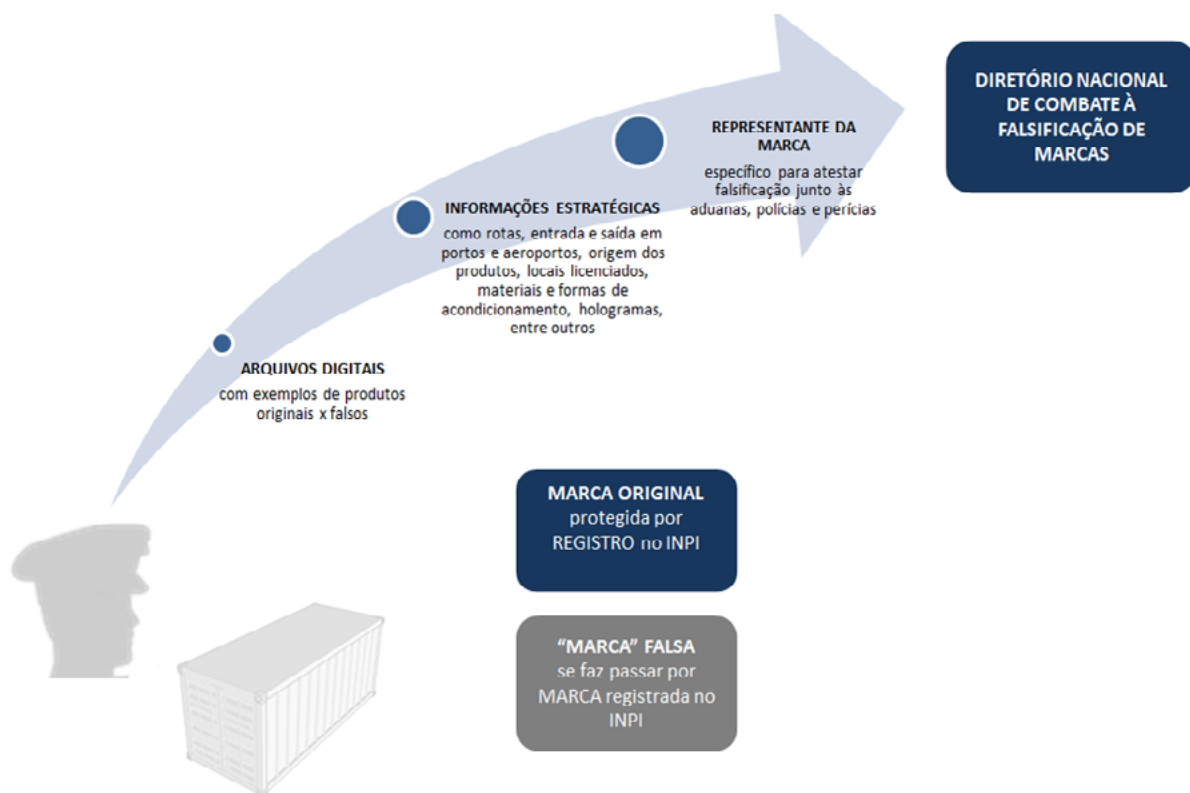 DIRETÓRIO NACIONAL
DE COMBATE À
FALSIFICAÇÃO DE
MARCAS
REPRESENTANTE DA
MARCA
específico para atestar
falsificação junto às
aduanas, polícias e perícias
INFORMAÇÕES ESTRATÉGICAS
como rotas, entrada e saída em
portos e aeroportos, origem dos
produtos, locais licenciados,
materiais e formas de
acondicionamento, hologramas,
entre outros
ARQUIVOS DIGITAIS
com exemplos de produtos
originais x falsos
MARCA ORIGINAL
protegida por
REGISTRO no INPI
“MARCA” FALSA
se faz passar por
MARCA registrada no
INPI